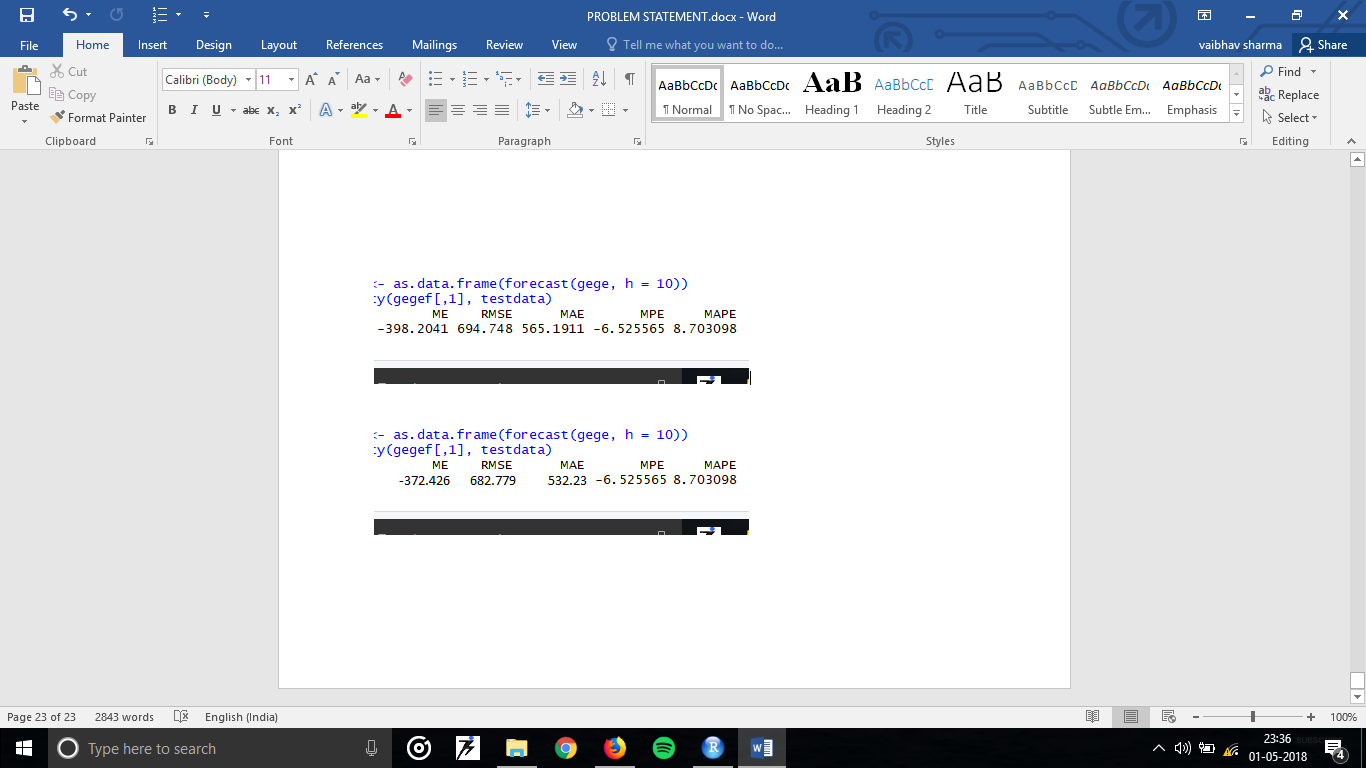 PROBLEM STATEMENT.docx - Word
File Home Insert Design Layout References Mailings Review View Tell me what you want to do... vaibhav sharma Share
Paste
Cut
Copy
Format Painter
Clipboard
Calibri (Body) 11
Font
Paragraph
AaBbCcDc AaBbCcDc AaB AaBbCcD AaB AaBbCcD AaBbCcDc AaBbCcDc
¶ Normal ¶ No Spac... Heading 1 Heading 2 Title Subtitle Subtle Em... Emphasis
Styles
Find
Replace
Select
Editing
<- as.data.frame(forecast(gege, h = 10))
cy(gegef[,1], testdata)
ME RMSE MAE MPE MAPE
-398.2041 694.748 565.1911 -6.525565 8.703098
<- as.data.frame(forecast(gege, h = 10))
cy(gegef[,1], testdata)
ME RMSE MAE MPE MAPE
-372.426 682.779 532.23 -6.525565 8.703098
Page 23 of 23 2843 words English (India) 100%
Type here to search
23:36
01-05-2018
4